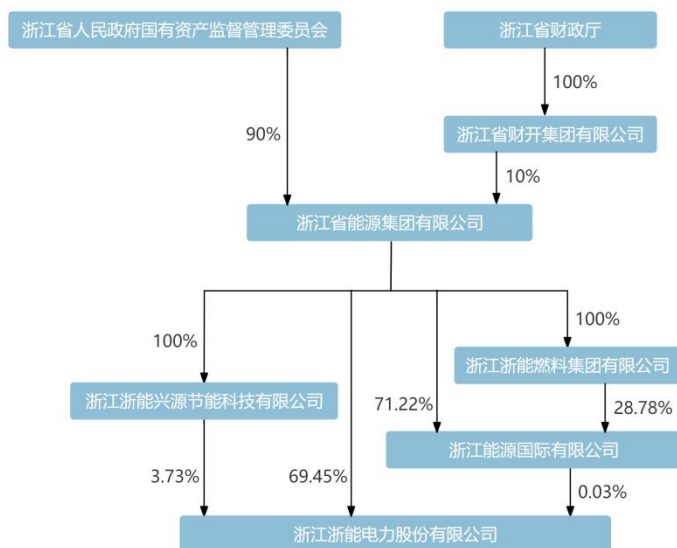 浙江省人民政府国有资产监督管理委员会
浙江省财政厅
100%
浙江省财开集团有限公司
90%
10%
浙江省能源集团有限公司
100%
100%
浙江浙能燃料集团有限公司
浙江浙能兴源节能科技有限公司
71.22%
28.78%
浙江能源国际有限公司
3.73%
69.45%
0.03%
浙江浙能电力股份有限公司